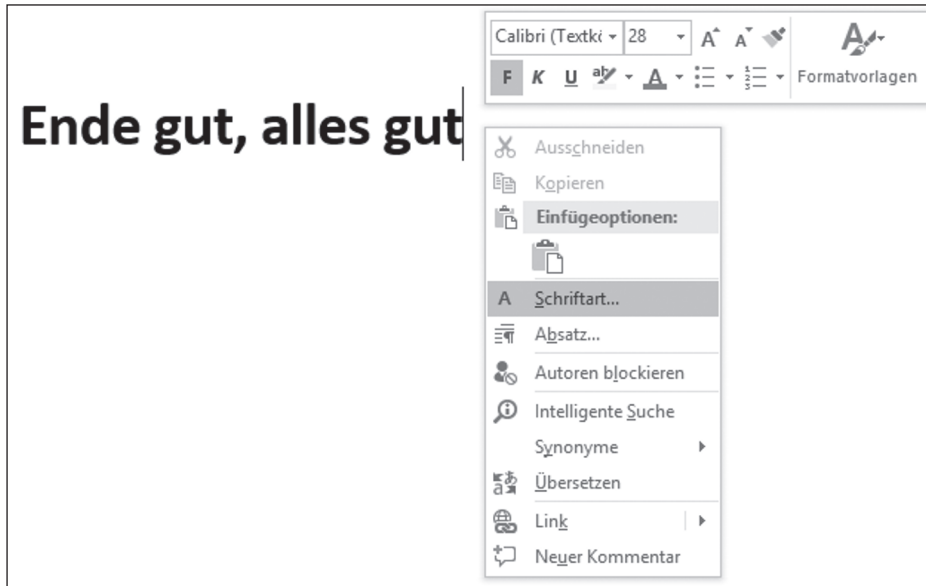 Calibri (Textkö 28
F K U
Formatvorlagen
Ende gut, alles gut
Ausschneiden
Kopieren
Einfügeoptionen:
Schriftart...
Absatz...
Autoren blockieren
Intelligente Suche
Synonyme
Übersetzen
Link
Neuer Kommentar